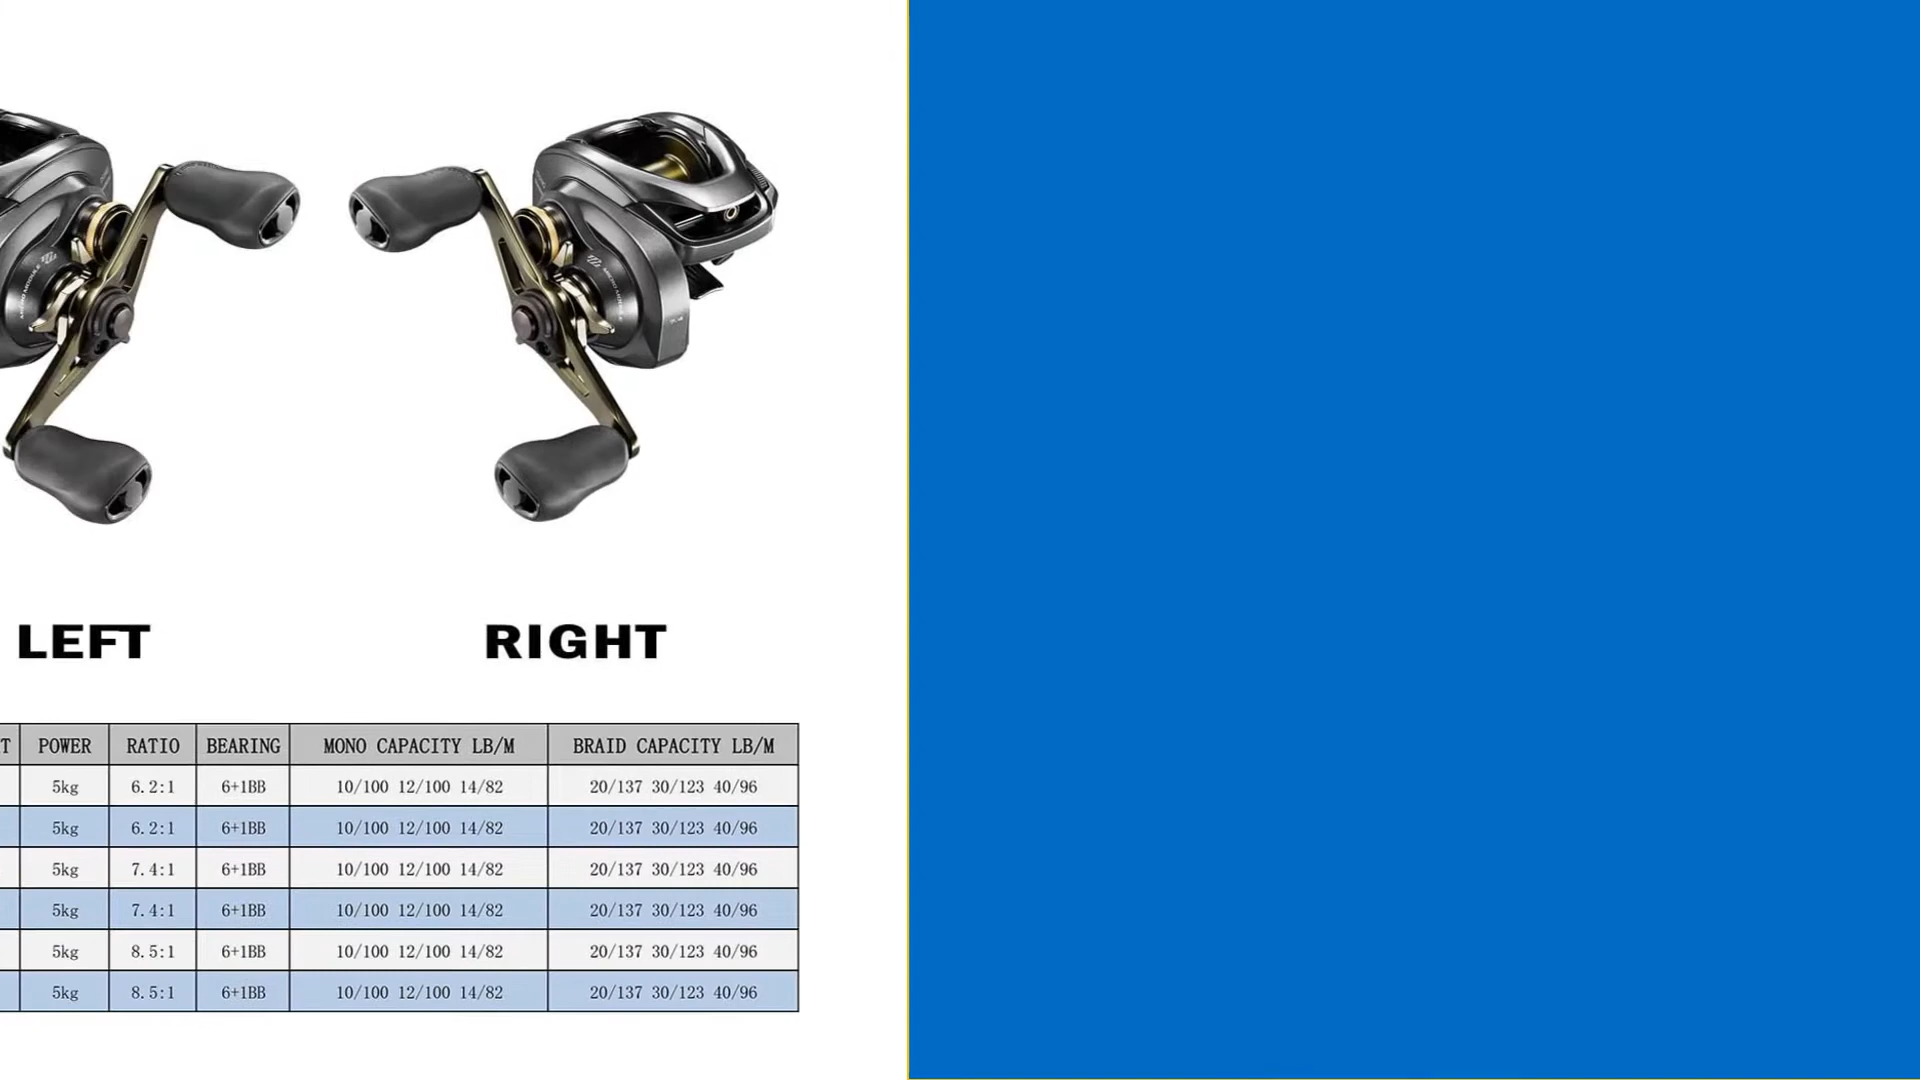 LEFT RIGHT
T POWER RATIO BEARING MONO CAPACITY LB/M BRAID CAPACITY LB/M
5kg 6.2:1 6+1BB 10/100 12/100 14/82 20/137 30/123 40/96
5kg 6.2:1 6+1BB 10/100 12/100 14/82 20/137 30/123 40/96
5kg 7.4:1 6+1BB 10/100 12/100 14/82 20/137 30/123 40/96
5kg 7.4:1 6+1BB 10/100 12/100 14/82 20/137 30/123 40/96
5kg 8.5:1 6+1BB 10/100 12/100 14/82 20/137 30/123 40/96
5kg 8.5:1 6+1BB 10/100 12/100 14/82 20/137 30/123 40/96